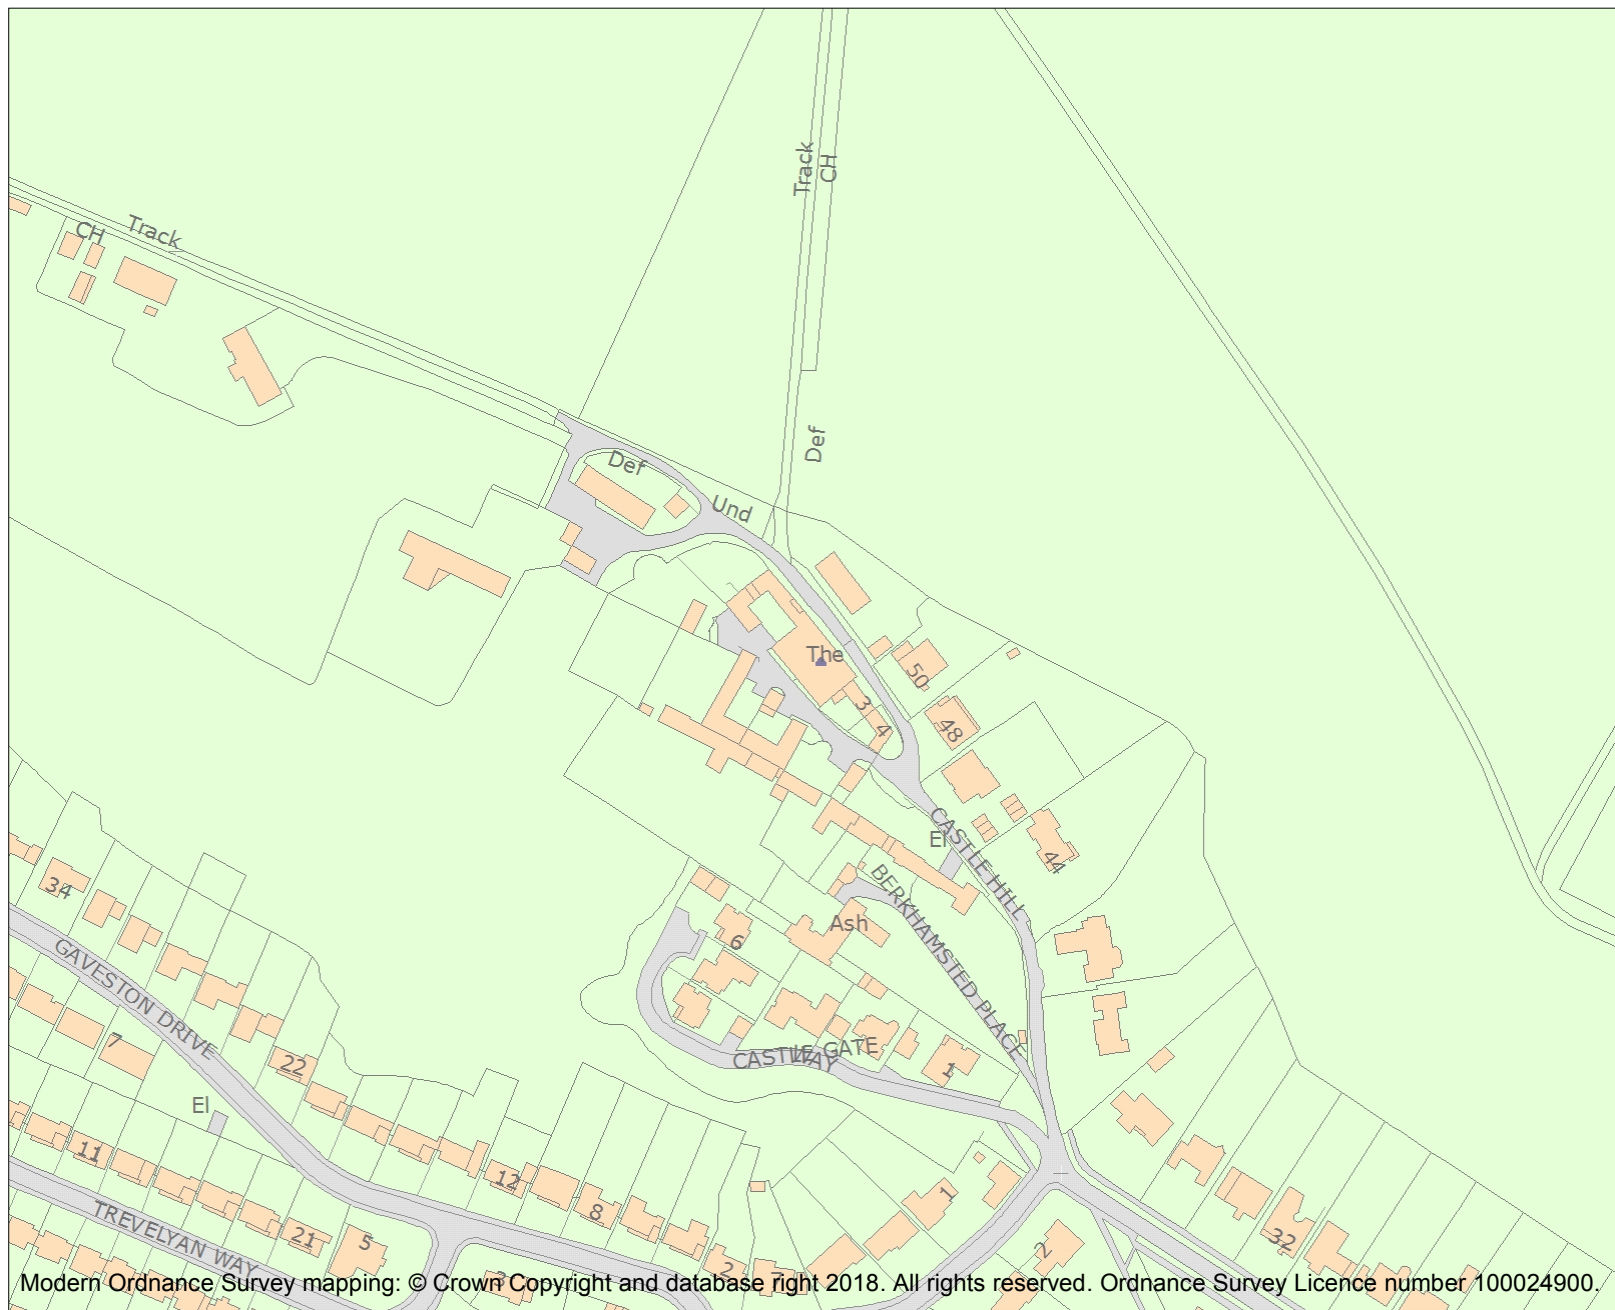 Track
CH
Track
CH
Def
Def
Und
The
50
3
4
48
El
CASTLE HILL
44
BERKHAMSTED PLACE
Ash
6
34
GAVESTON DRIVE
7
22
CASTLE GATE
WAY
1
El
11
12
8
1
21
5
TREVELYAN WAY
2
32
2
3
Modern Ordnance Survey mapping: © Crown Copyright and database right 2018. All rights reserved. Ordnance Survey Licence number 100024900.